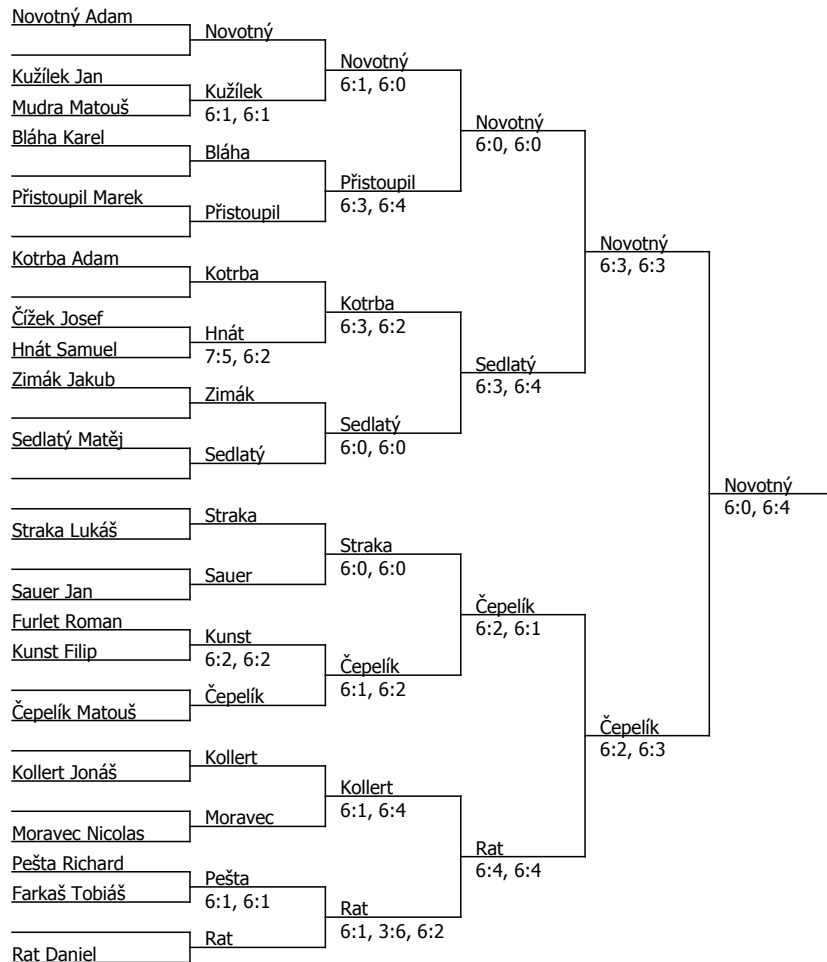 Novotný Adam
Novotný
Novotný
6:1, 6:0
Kužílek Jan
Kužílek
6:1, 6:1
Mudra Matouš
Novotný
6:0, 6:0
Bláha Karel
Bláha
Přistoupil
6:3, 6:4
Přistoupil Marek
Přistoupil
Novotný
6:3, 6:3
Kotrba Adam
Kotrba
Kotrba
6:3, 6:2
Čížek Josef
Hnát
7:5, 6:2
Hnát Samuel
Sedlatý
6:3, 6:4
Zimák Jakub
Zimák
Sedlatý
6:0, 6:0
Sedlatý Matěj
Sedlatý
Novotný
6:0, 6:4
Straka
Straka Lukáš
Straka
6:0, 6:0
Sauer
Sauer Jan
Čepelík
6:2, 6:1
Furlet Roman
Kunst
6:2, 6:2
Kunst Filip
Čepelík
6:1, 6:2
Čepelík
Čepelík Matouš
Čepelík
6:2, 6:3
Kollert
Kollert Jonáš
Kollert
6:1, 6:4
Moravec
Moravec Nicolas
Rat
6:4, 6:4
Pešta Richard
Pešta
6:1, 6:1
Farkaš Tobiáš
Rat
6:1, 3:6, 6:2
Rat
Rat Daniel